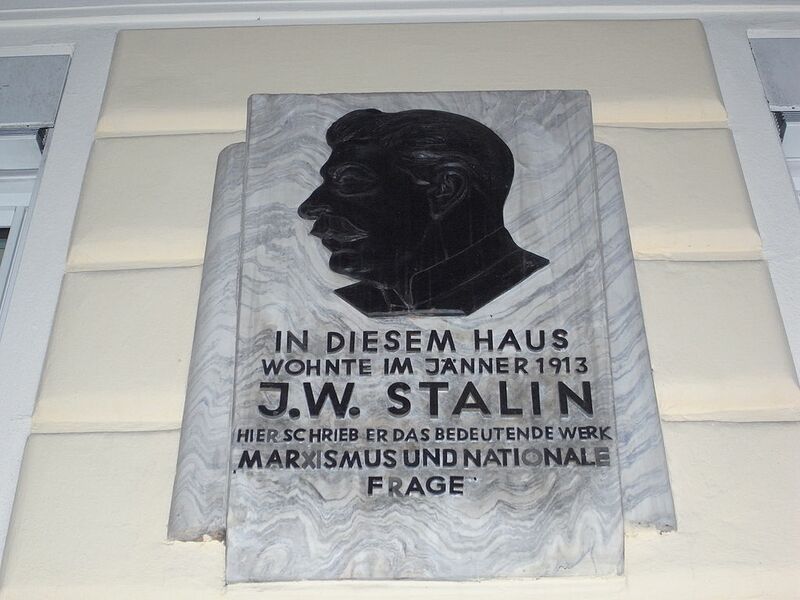 IN DIESEM HAUS
WOHNTE IM JÄNNER 1913
J.W. STALIN
HIER SCHRIEB ER DAS BEDEUTENDE WERK
MARXISMUS UND NATIONALE
FRAGE